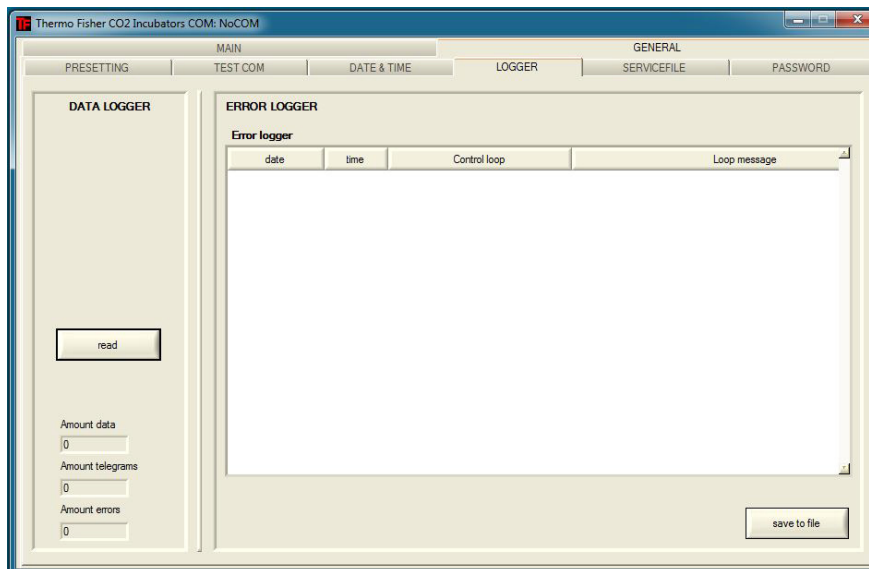 TF Thermo Fisher CO2 Incubators COM: NoCOM
MAIN GENERAL
PRESETTING TEST COM DATE & TIME LOGGER SERVICEFILE PASSWORD
DATA LOGGER
read
Amount data
0
Amount telegrams
0
Amount errors
0
ERROR LOGGER
Error logger
date time Control loop Loop message
save to file